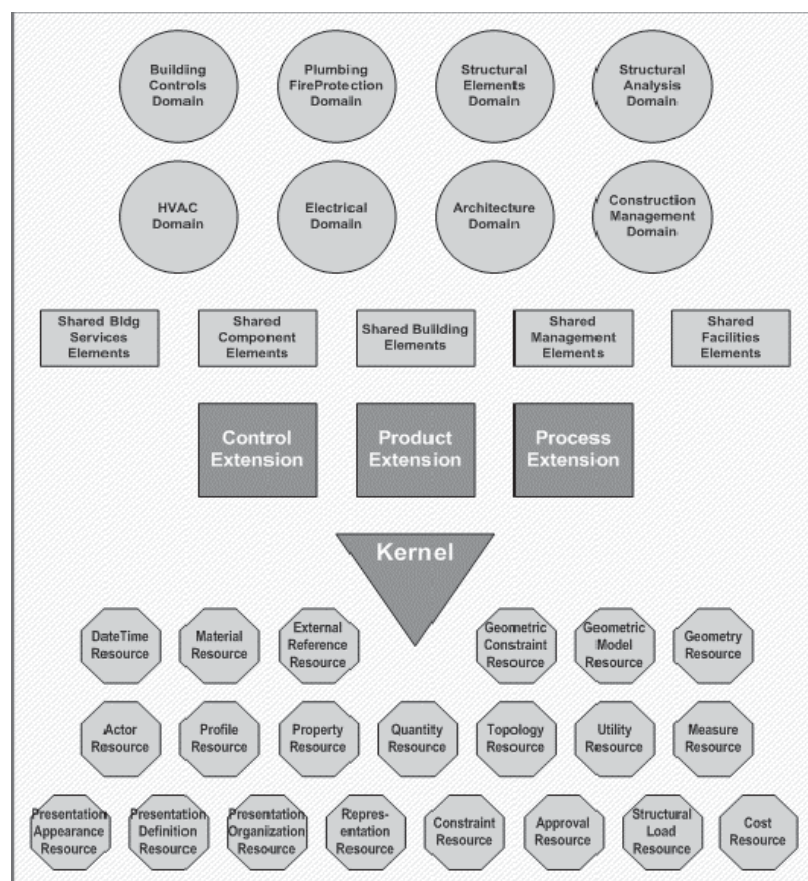 Building
Controls
Domain
Plumbing
FireProtection
Domain
Structural
Elements
Domain
Structural
Analysis
Domain
HVAC
Domain
Electrical
Domain
Architecture
Domain
Construction
Management
Domain
Shared Bldg
Services
Elements
Shared
Component
Elements
Shared Building
Elements
Shared
Management
Elements
Shared
Facilities
Elements
Control
Extension
Product
Extension
Process
Extension
Kernel
DateTime
Resource
Material
Resource
External
Reference
Resource
Geometric
Constraint
Resource
Geometric
Model
Resource
Geometry
Resource
Actor
Resource
Profile
Resource
Property
Resource
Quantity
Resource
Topology
Resource
Utility
Resource
Measure
Resource
Presentation
Appearance
Resource
Presentation
Definition
Resource
Presentation
Organization
Resource
Repres-
entation
Resource
Constraint
Resource
Approval
Resource
Structural
Load
Resource
Cost
Resource